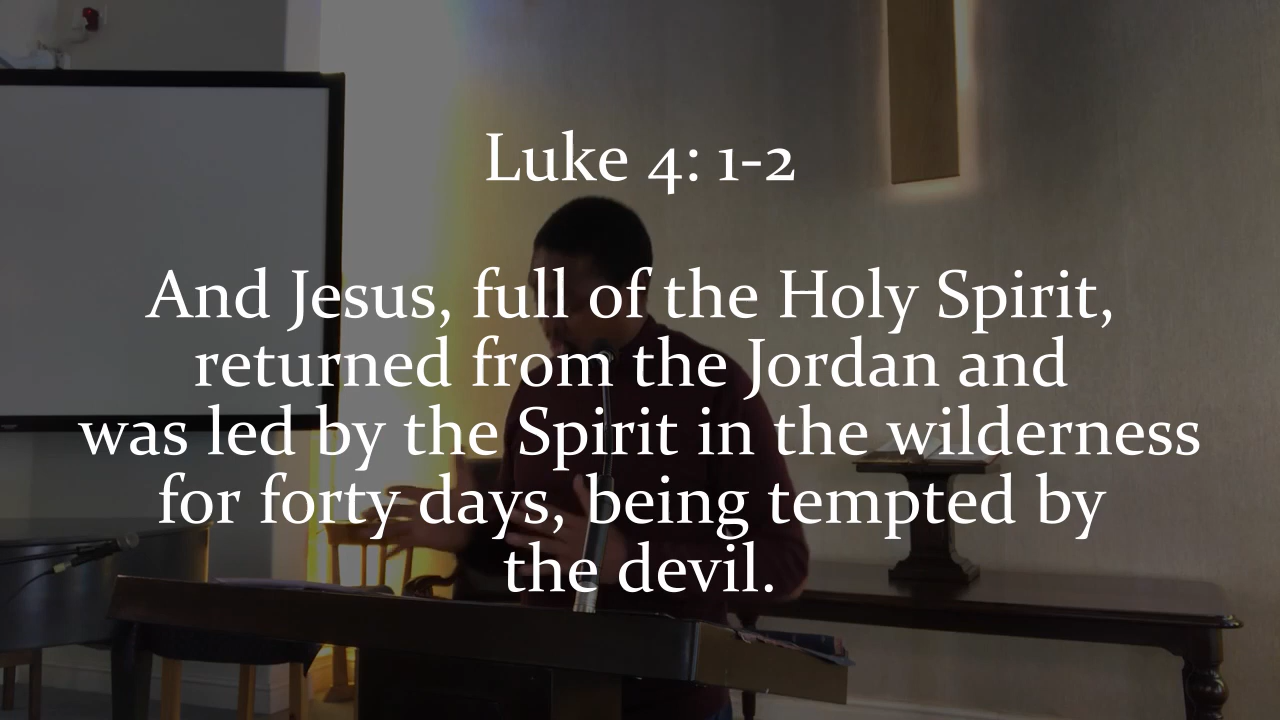 Luke 4: 1-2
And Jesus, full of the Holy Spirit,
returned from the Jordan and
was led by the Spirit in the wilderness
for forty days, being tempted by
the devil.